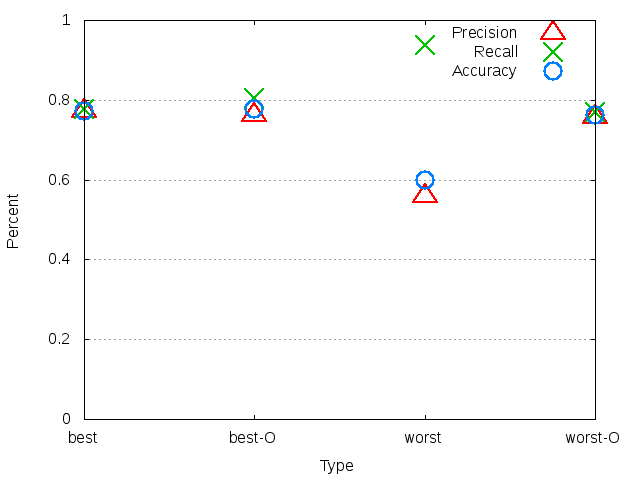 1
Precision
Recall
Accuracy
0.8
0.6
Percent
0.4
0.2
0
best
best-O
worst
worst-O
Type